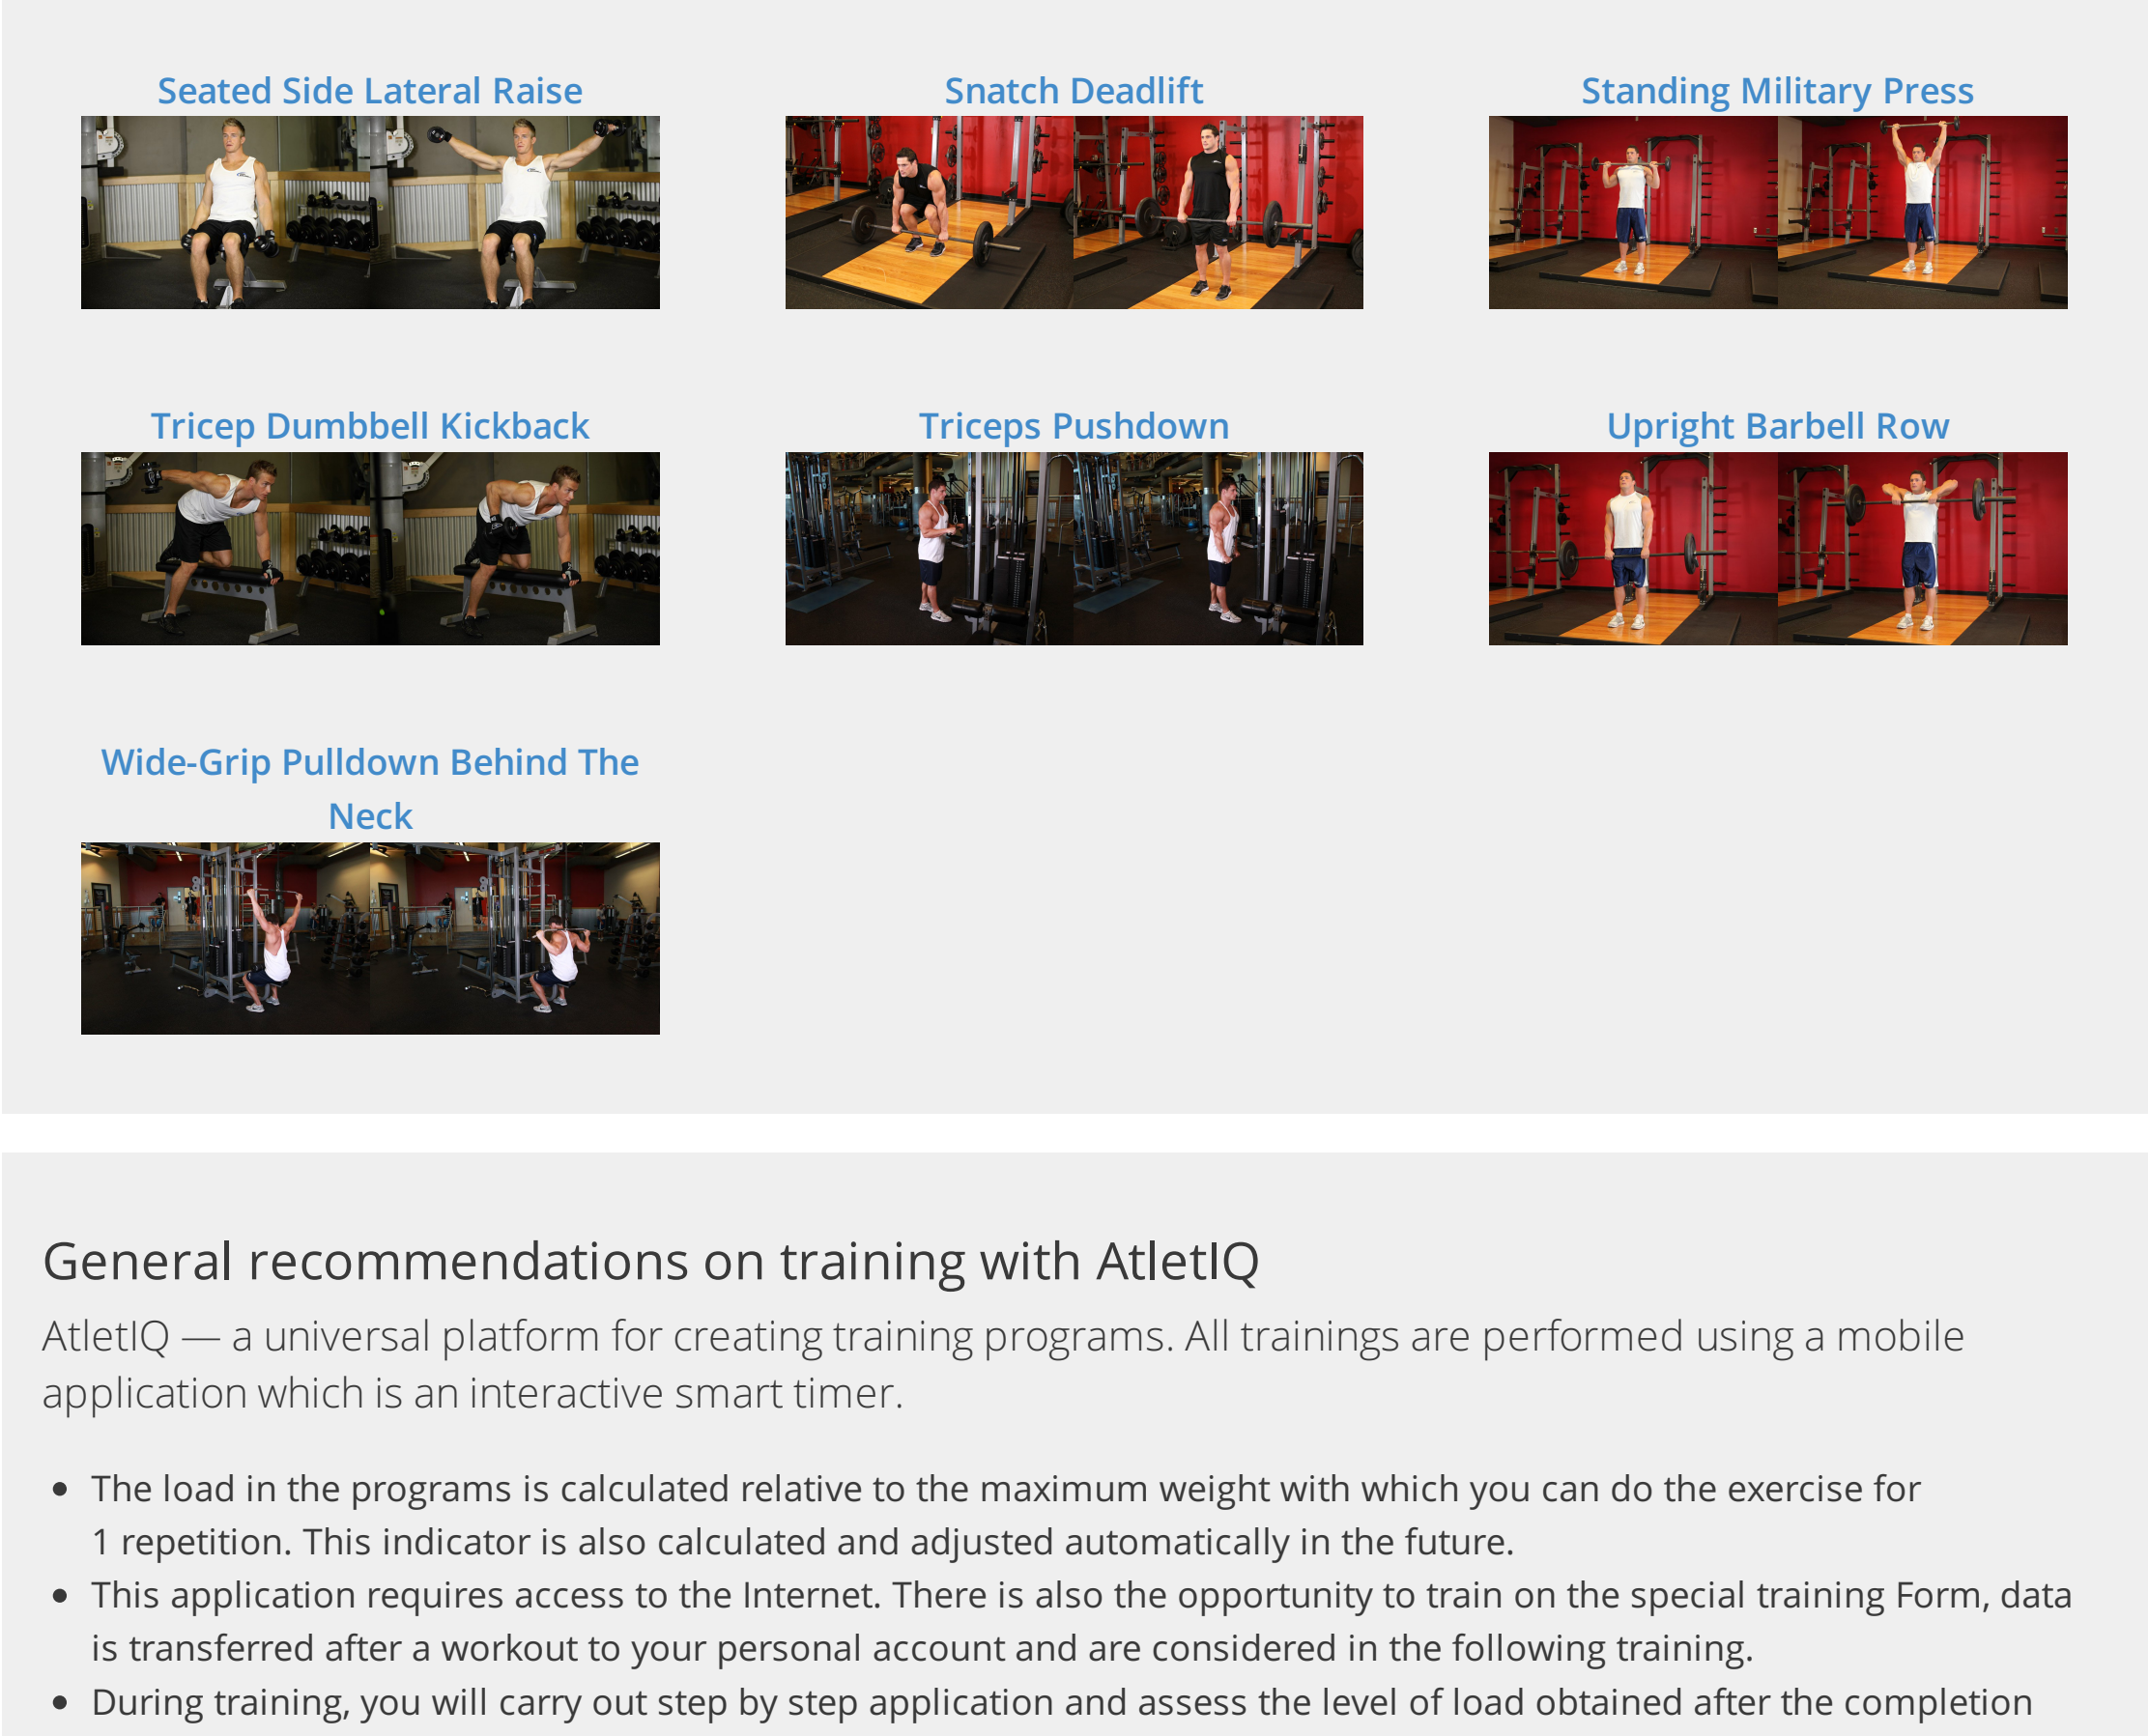 Seated Side Lateral Raise
Snatch Deadlift
Standing Military Press
Tricep Dumbbell Kickback
Triceps Pushdown
Upright Barbell Row
Wide-Grip Pulldown Behind The
Neck
General recommendations on training with AtletIQ
AtletIQ — a universal platform for creating training programs. All trainings are performed using a mobile
application which is an interactive smart timer.
• The load in the programs is calculated relative to the maximum weight with which you can do the exercise for
1 repetition. This indicator is also calculated and adjusted automatically in the future.
• This application requires access to the Internet. There is also the opportunity to train on the special training Form, data
is transferred after a workout to your personal account and are considered in the following training.
• During training, you will carry out step by step application and assess the level of load obtained after the completion